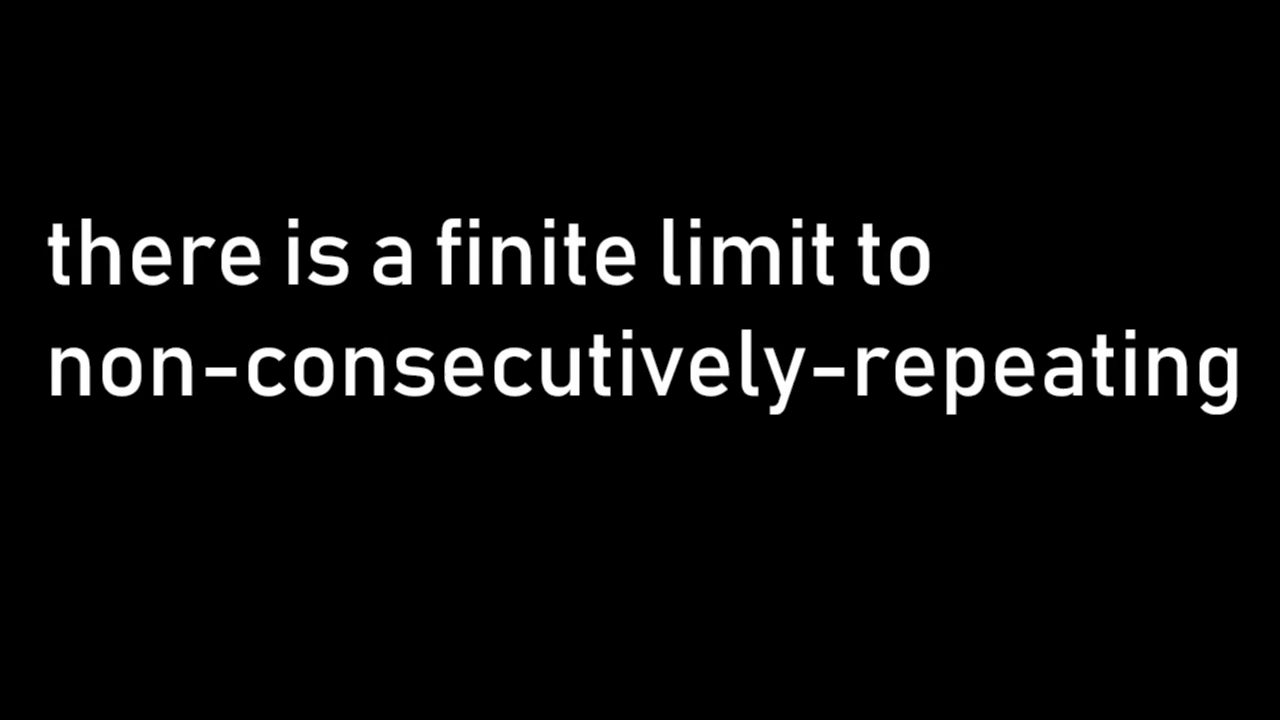 there is a finite limit to
non-consecutively-repeating